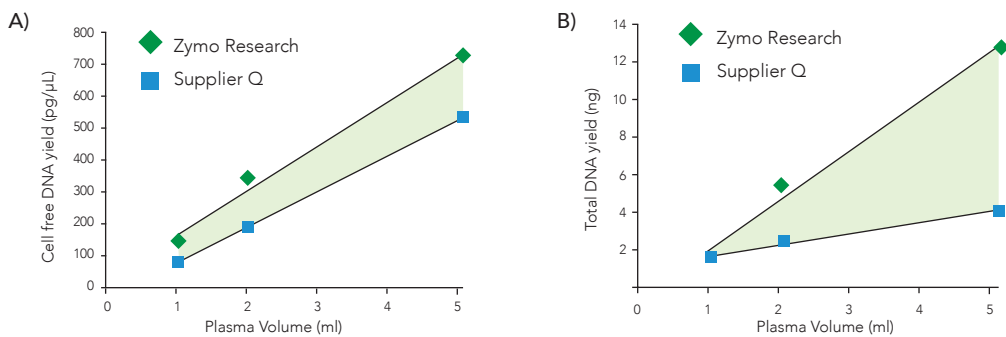 A)
Zymo Research
Supplier Q
Cell free DNA yield (pg/µL)
800
700
600
500
400
300
200
100
0
0 1 2 3 4 5
Plasma Volume (ml)
B)
Zymo Research
Supplier Q
Total DNA yield (ng)
14
12
10
8
6
4
2
0 1 2 3 4 5
Plasma Volume (ml)